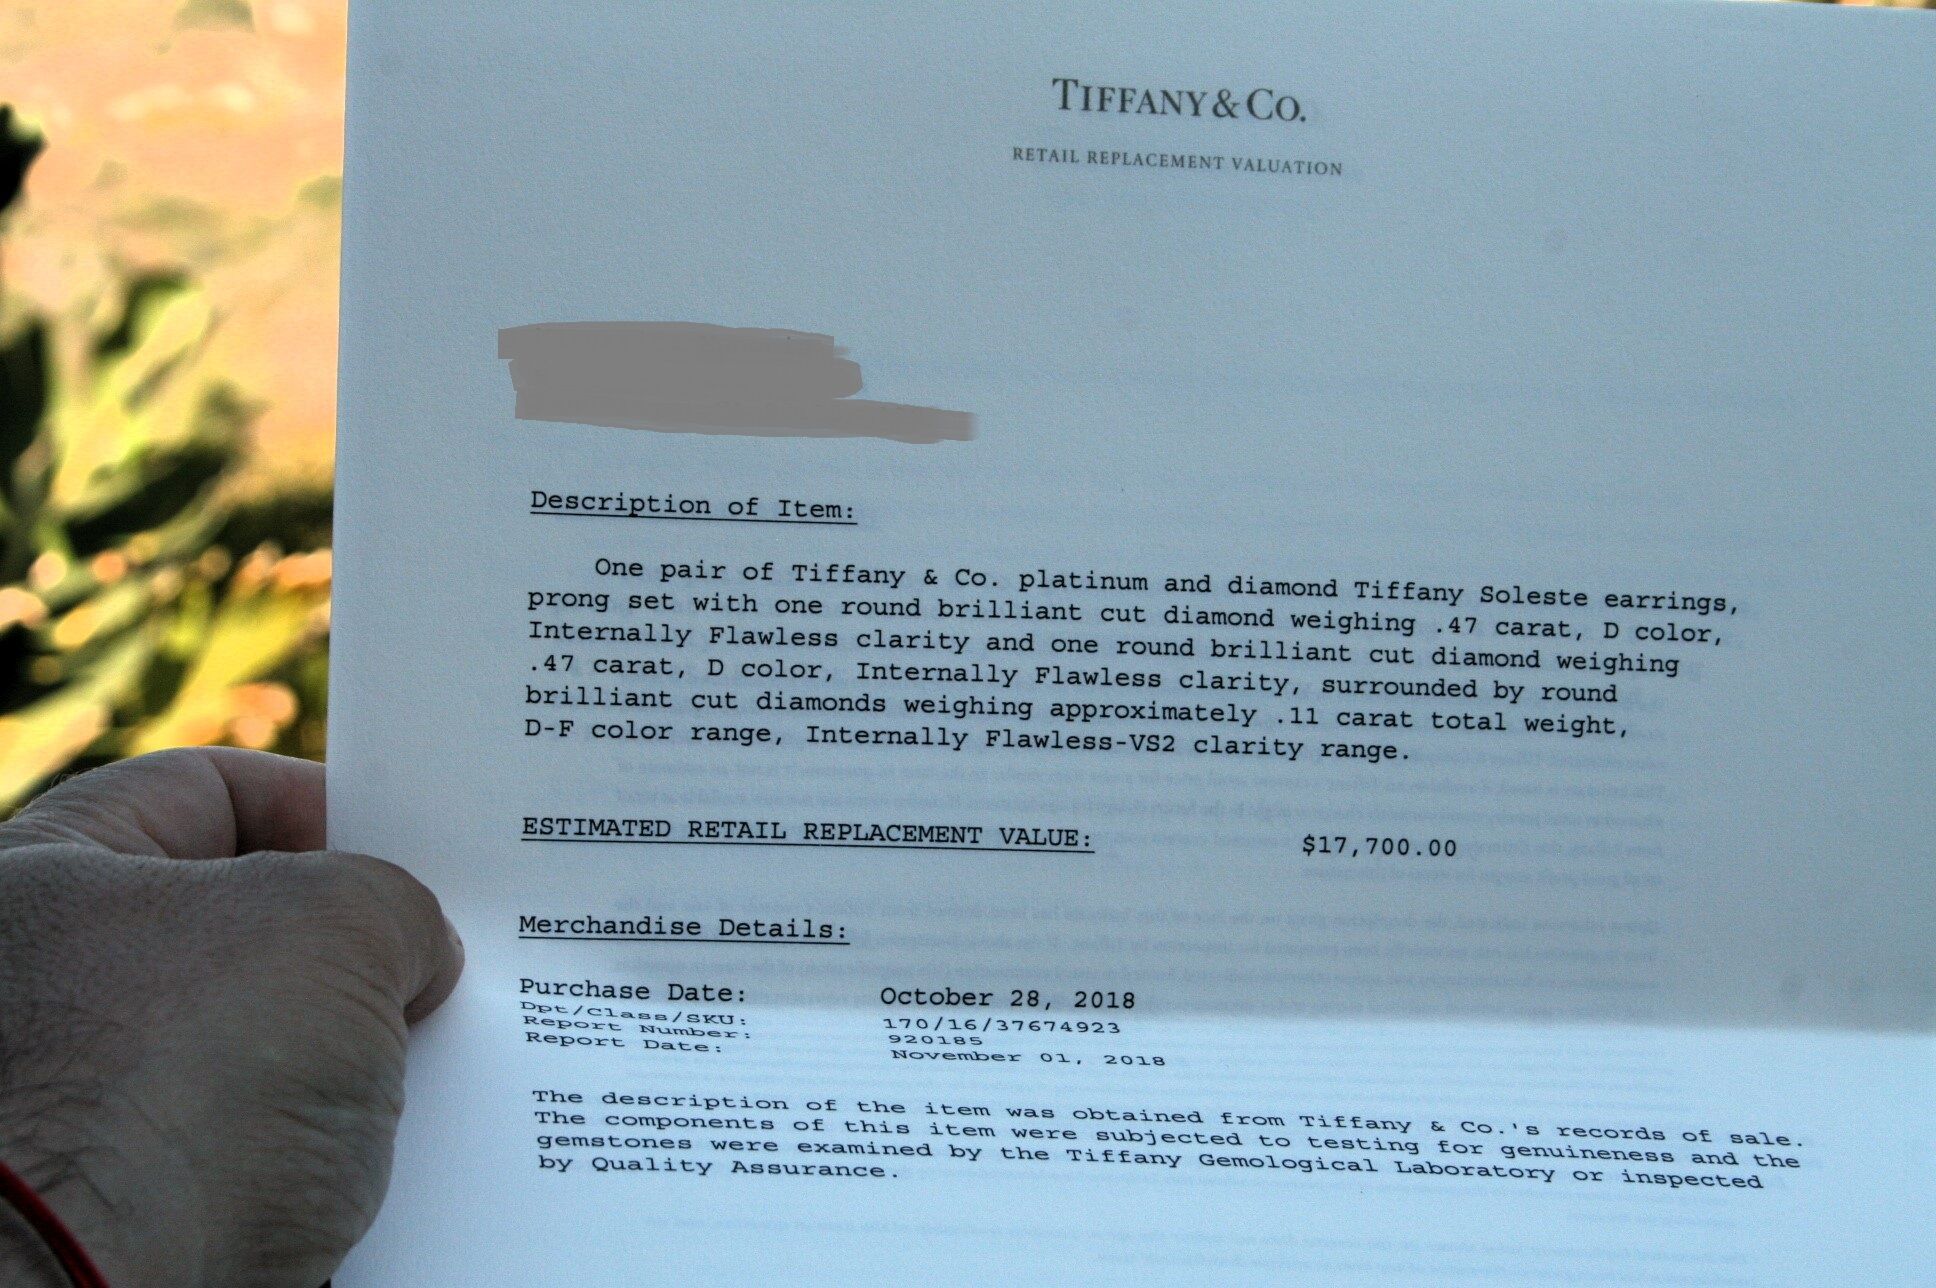 TIFFANY & CO.
RETAIL REPLACEMENT VALUATION
Description of Item:
One pair of Tiffany & Co. platinum and diamond Tiffany Soleste earrings,
prong set with one round brilliant cut diamond weighing .47 carat, D color,
Internally Flawless clarity and one round brilliant cut diamond weighing
.47 carat, D color, Internally Flawless clarity, surrounded by round
brilliant cut diamonds weighing approximately .11 carat total weight,
D-F color range, Internally Flawless-VS2 clarity range.
ESTIMATED RETAIL REPLACEMENT VALUE: $17,700.00
Merchandise Details:
Purchase Date: October 28, 2018
Dpt/Class/SKU: 170/16/37674923
Report Number: 920185
Report Date: November 01, 2018
The description of the item was obtained from Tiffany & Co.'s records of sale.
The components of this item were subjected to testing for genuineness and the
gemstones were examined by the Tiffany Gemological Laboratory or inspected
by Quality Assurance.